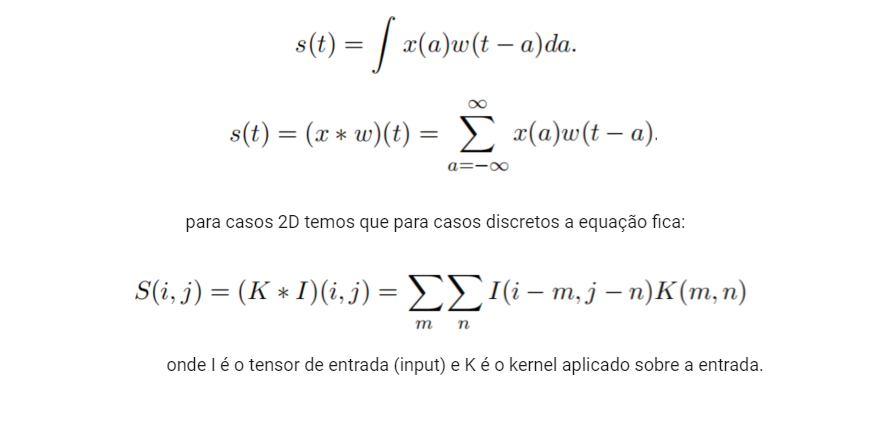 s(t) = ∫ x(a)w(t − a)da.
s(t) = (x ∗ w)(t) = ∑_{a=−∞}^{∞} x(a)w(t − a).
para casos 2D temos que para casos discretos a equação fica:
S(i, j) = (K ∗ I)(i, j) = ∑_m ∑_n I(i − m, j − n)K(m, n)
onde I é o tensor de entrada (input) e K é o kernel aplicado sobre a entrada.